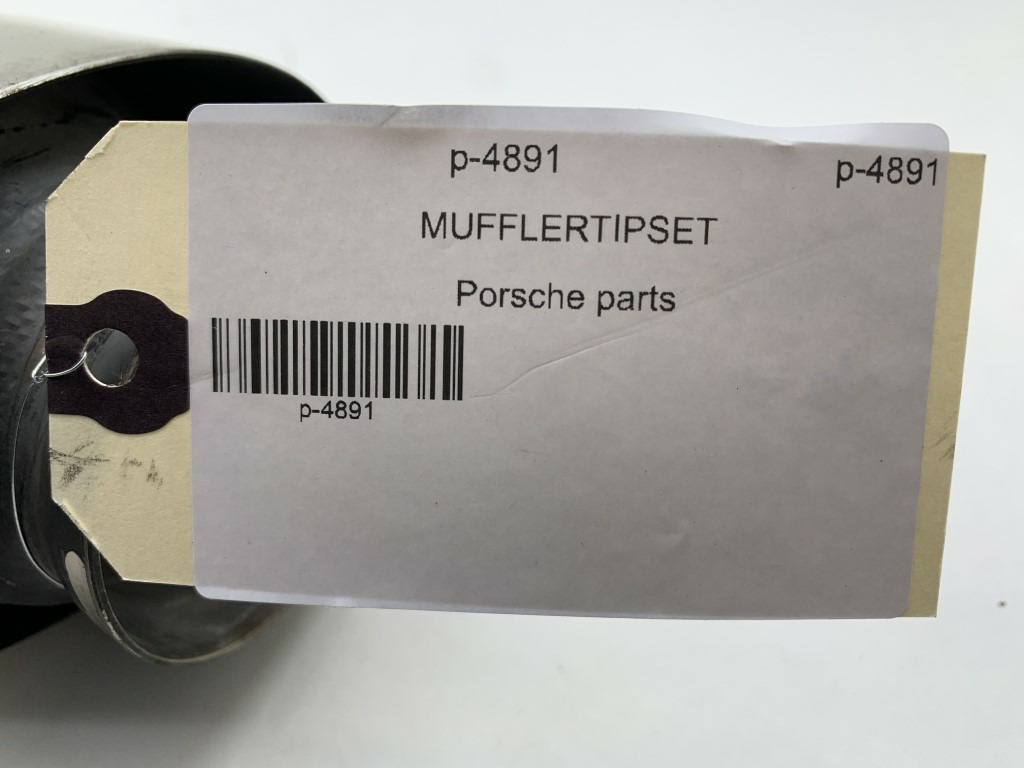 p-4891 p-4891
MUFFLERTIPSET
Porsche parts
p-4891